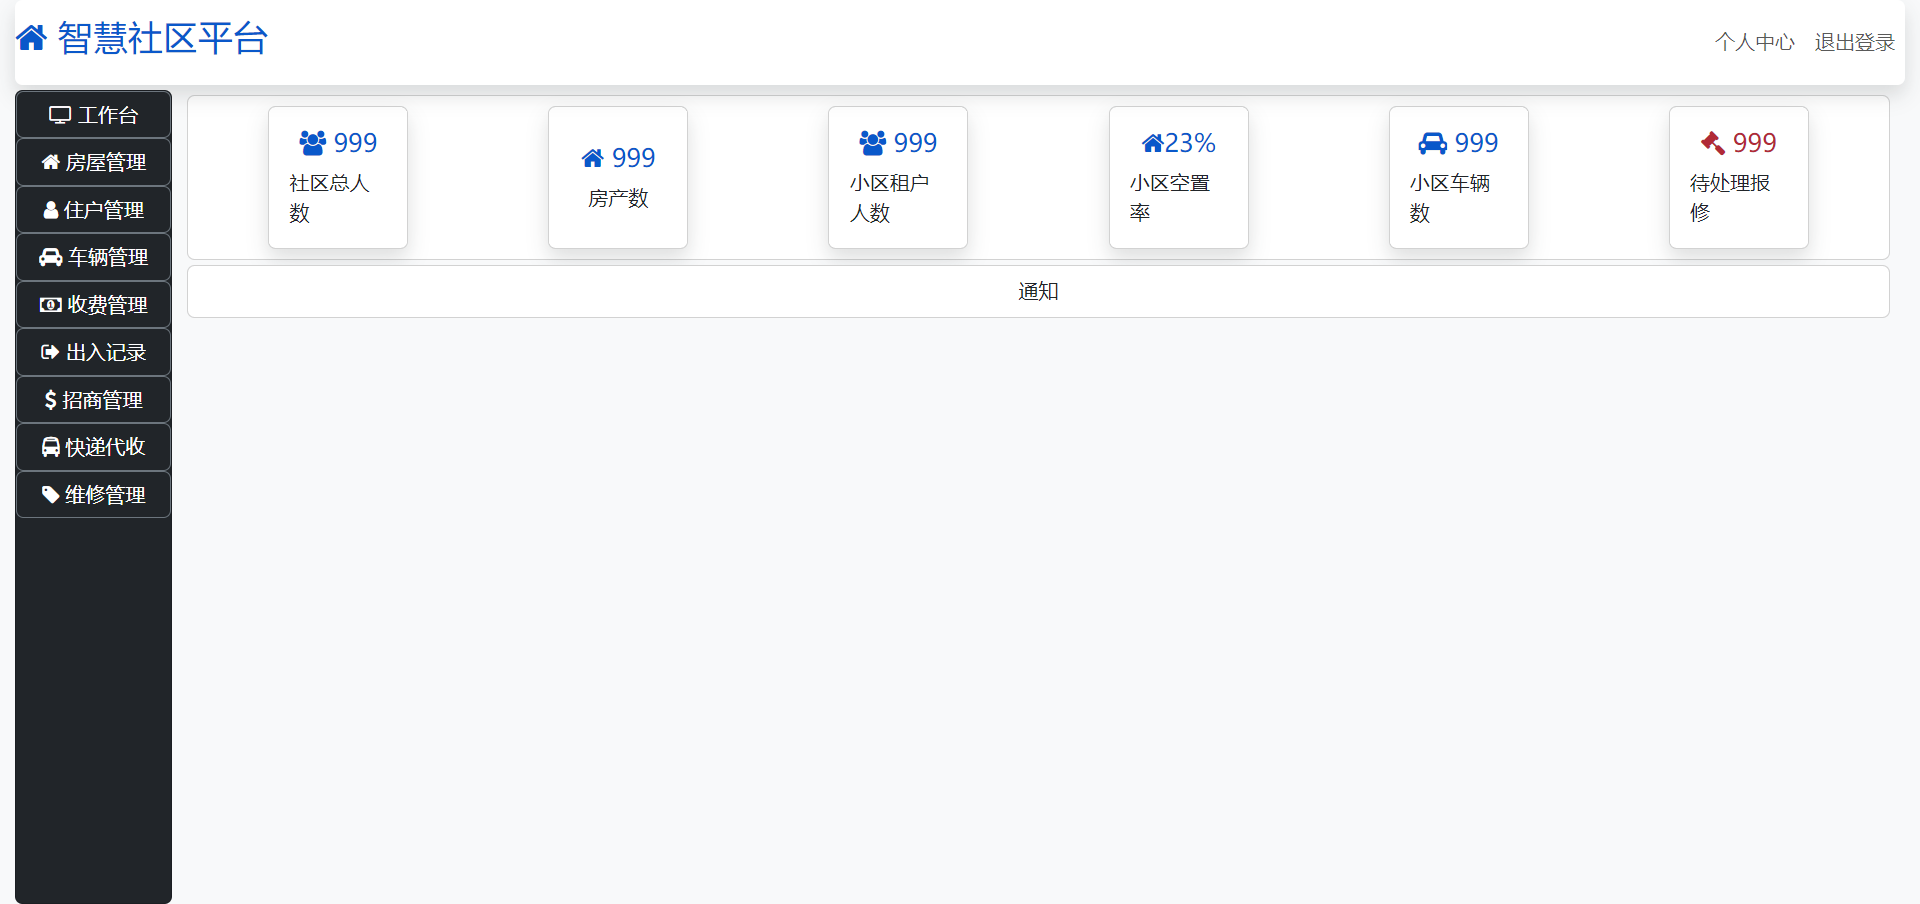 智慧社区平台
个人中心 退出登录
工作台
房屋管理
住户管理
车辆管理
收费管理
出入记录
招商管理
快递代收
维修管理
999
社区总人
数
999
房产数
999
小区租户
人数
23%
小区空置
率
999
小区车辆
数
999
待处理报
修
通知